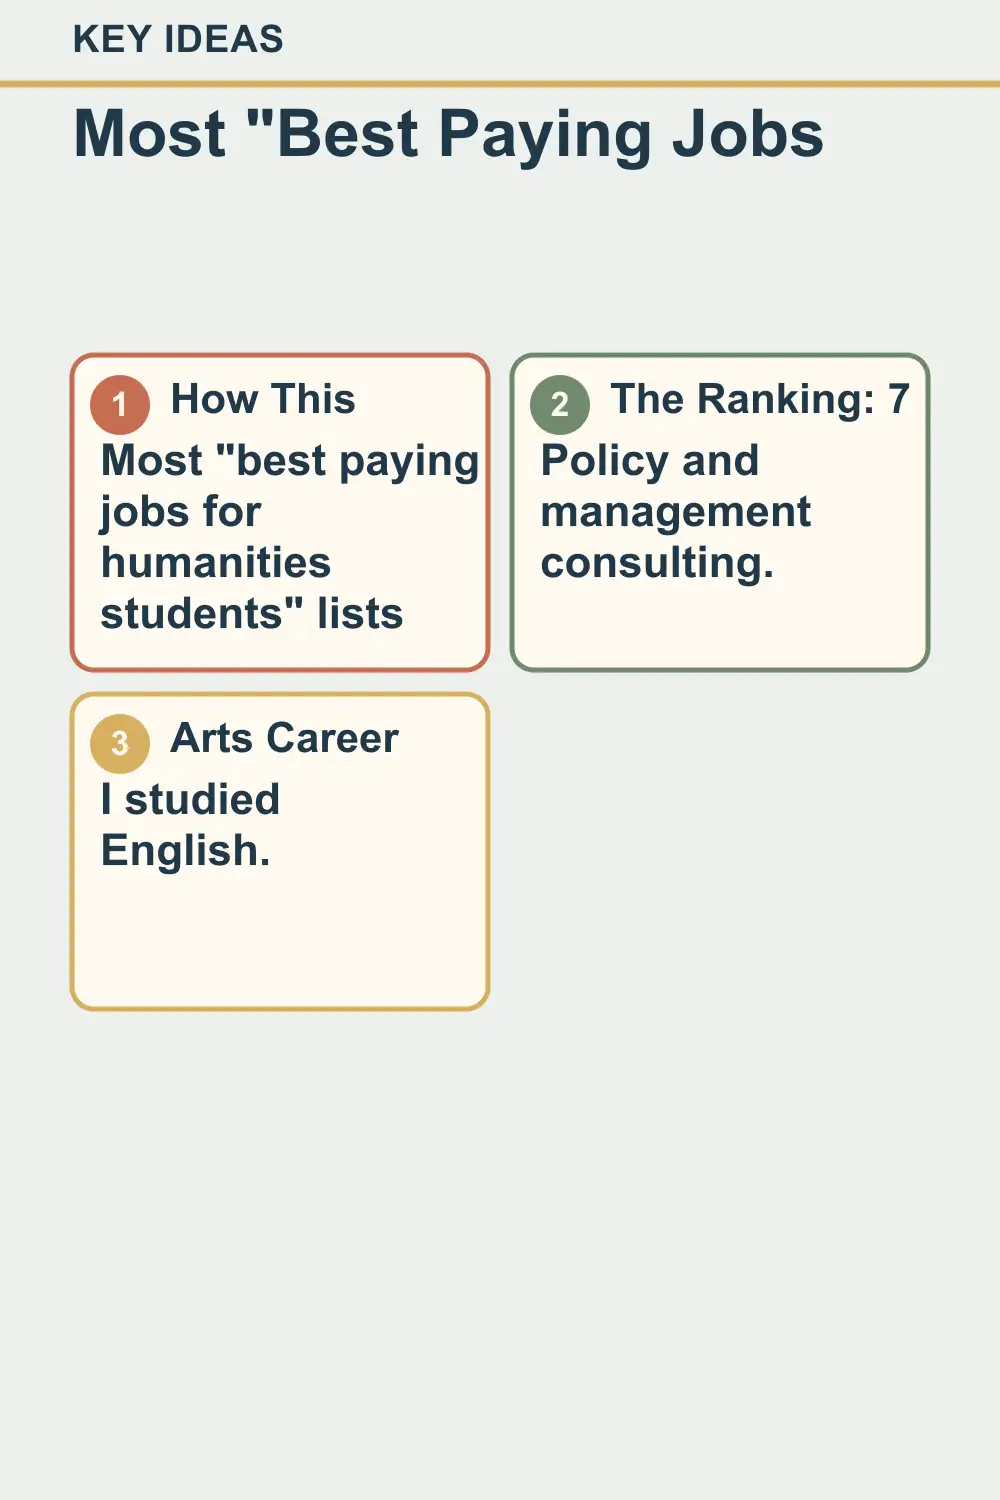 KEY IDEAS
Most "Best Paying Jobs
1 How This
Most "best paying
jobs for
humanities
students" lists
2 The Ranking: 7
Policy and
management
consulting.
3 Arts Career
I studied
English.